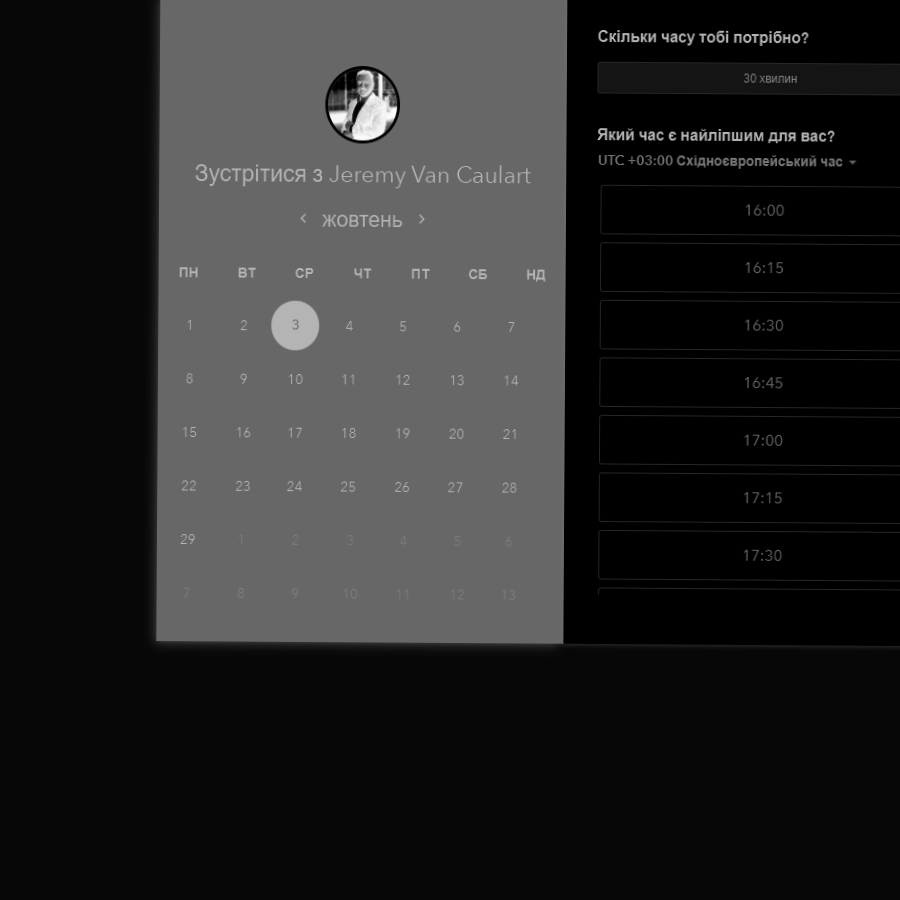 Зустрітися з Jeremy Van Caulart
жовтень
ПН ВТ СР ЧТ ПТ СБ НД
1 2 3 4 5 6 7
8 9 10 11 12 13 14
15 16 17 18 19 20 21
22 23 24 25 26 27 28
29 1 2 3 4 5 6
7 8 9 10 11 12 13
Скільки часу тобі потрібно?
30 хвилин
Який час є найліпшим для вас?
UTC +03:00 Східноєвропейський час
16:00
16:15
16:30
16:45
17:00
17:15
17:30